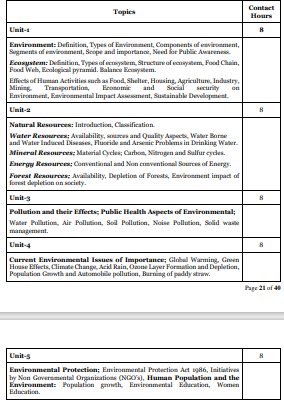 Topics
Contact
Hours
Unit-1
8
Environment: Definition, Types of Environment, Components of environment,
Segments of environment, Scope and importance, Need for Public Awareness.
Ecosystem: Definition, Types of ecosystem, Structure of ecosystem, Food Chain,
Food Web, Ecological pyramid. Balance Ecosystem.
Effects of Human Activities such as Food, Shelter, Housing, Agriculture, Industry,
Mining, Transportation, Economic and Social security on
Environment, Environmental Impact Assessment, Sustainable Development.
Unit-2
8
Natural Resources: Introduction, Classification.
Water Resources; Availability, sources and Quality Aspects, Water Borne
and Water Induced Diseases, Fluoride and Arsenic Problems in Drinking Water.
Mineral Resources; Material Cycles; Carbon, Nitrogen and Sulfur cycles.
Energy Resources; Conventional and Non conventional Sources of Energy.
Forest Resources; Availability, Depletion of Forests, Environment impact of
forest depletion on society.
Unit-3
8
Pollution and their Effects; Public Health Aspects of Environmental;
Water Pollution, Air Pollution, Soil Pollution, Noise Pollution, Solid waste
management.
Unit-4
8
Current Environmental Issues of Importance; Global Warming, Green
House Effects, Climate Change, Acid Rain, Ozone Layer Formation and Depletion,
Population Growth and Automobile pollution, Burning of paddy straw.
Page 21 of 40
Unit-5
8
Environmental Protection; Environmental Protection Act 1986, Initiatives
by Non Governmental Organizations (NGO's), Human Population and the
Environment: Population growth, Environmental Education, Women
Education.